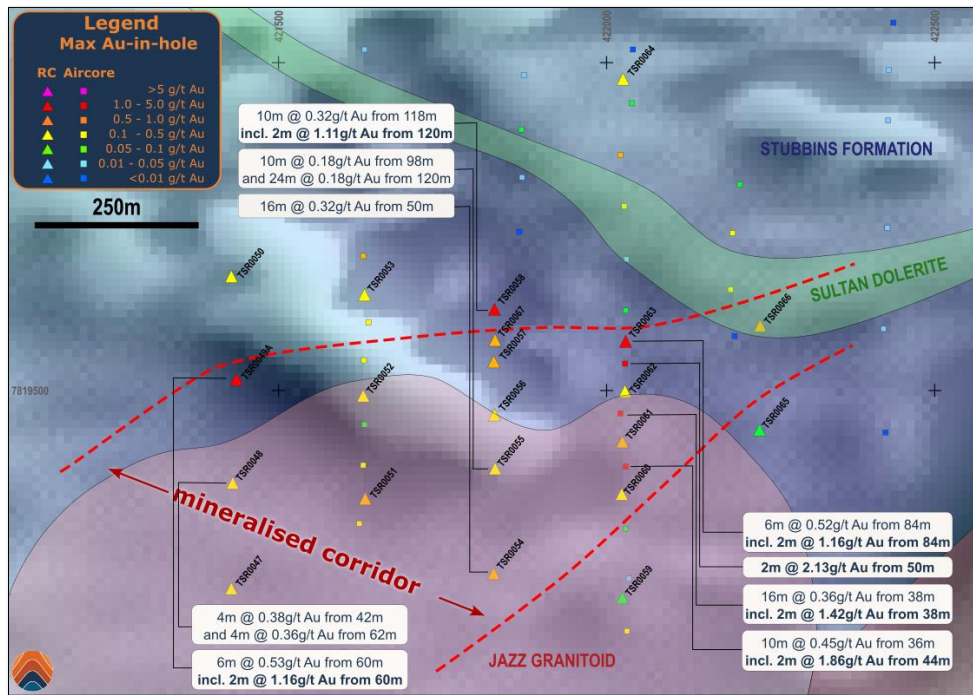 Legend
Max Au-in-hole
RC Aircore
>5 g/t Au
1.0 - 5.0 g/t Au
0.5 - 1.0 g/t Au
0.1 - 0.5 g/t Au
0.05 - 0.1 g/t Au
0.01 - 0.05 g/t Au
<0.01 g/t Au
250m
421500
422000
422500
7819500
10m @ 0.32g/t Au from 118m
incl. 2m @ 1.11g/t Au from 120m
10m @ 0.18g/t Au from 98m
and 24m @ 0.18g/t Au from 120m
16m @ 0.32g/t Au from 50m
TSR0064
STUBBINS FORMATION
SULTAN DOLERITE
TSR0050
TSR0053
TSR0058
TSR0067
TSR0057
TSR0063
TSR0066
TSR0049A
TSR0052
TSR0056
TSR0062
TSR0061
TSR0065
TSR0048
TSR0051
TSR0055
TSR0060
mineralised corridor
TSR0047
TSR0054
TSR0059
JAZZ GRANITOID
4m @ 0.38g/t Au from 42m
and 4m @ 0.36g/t Au from 62m
6m @ 0.53g/t Au from 60m
incl. 2m @ 1.16g/t Au from 60m
6m @ 0.52g/t Au from 84m
incl. 2m @ 1.16g/t Au from 84m
2m @ 2.13g/t Au from 50m
16m @ 0.36g/t Au from 38m
incl. 2m @ 1.42g/t Au from 38m
10m @ 0.45g/t Au from 36m
incl. 2m @ 1.86g/t Au from 44m